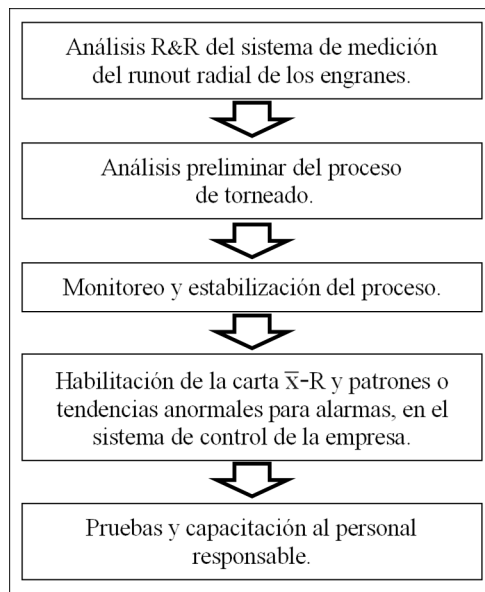 Análisis R&R del sistema de medición
del runout radial de los engranes.
Análisis preliminar del proceso
de torneado.
Monitoreo y estabilización del proceso.
Habilitación de la carta x̅-R y patrones o
tendencias anormales para alarmas, en el
sistema de control de la empresa.
Pruebas y capacitación al personal
responsable.